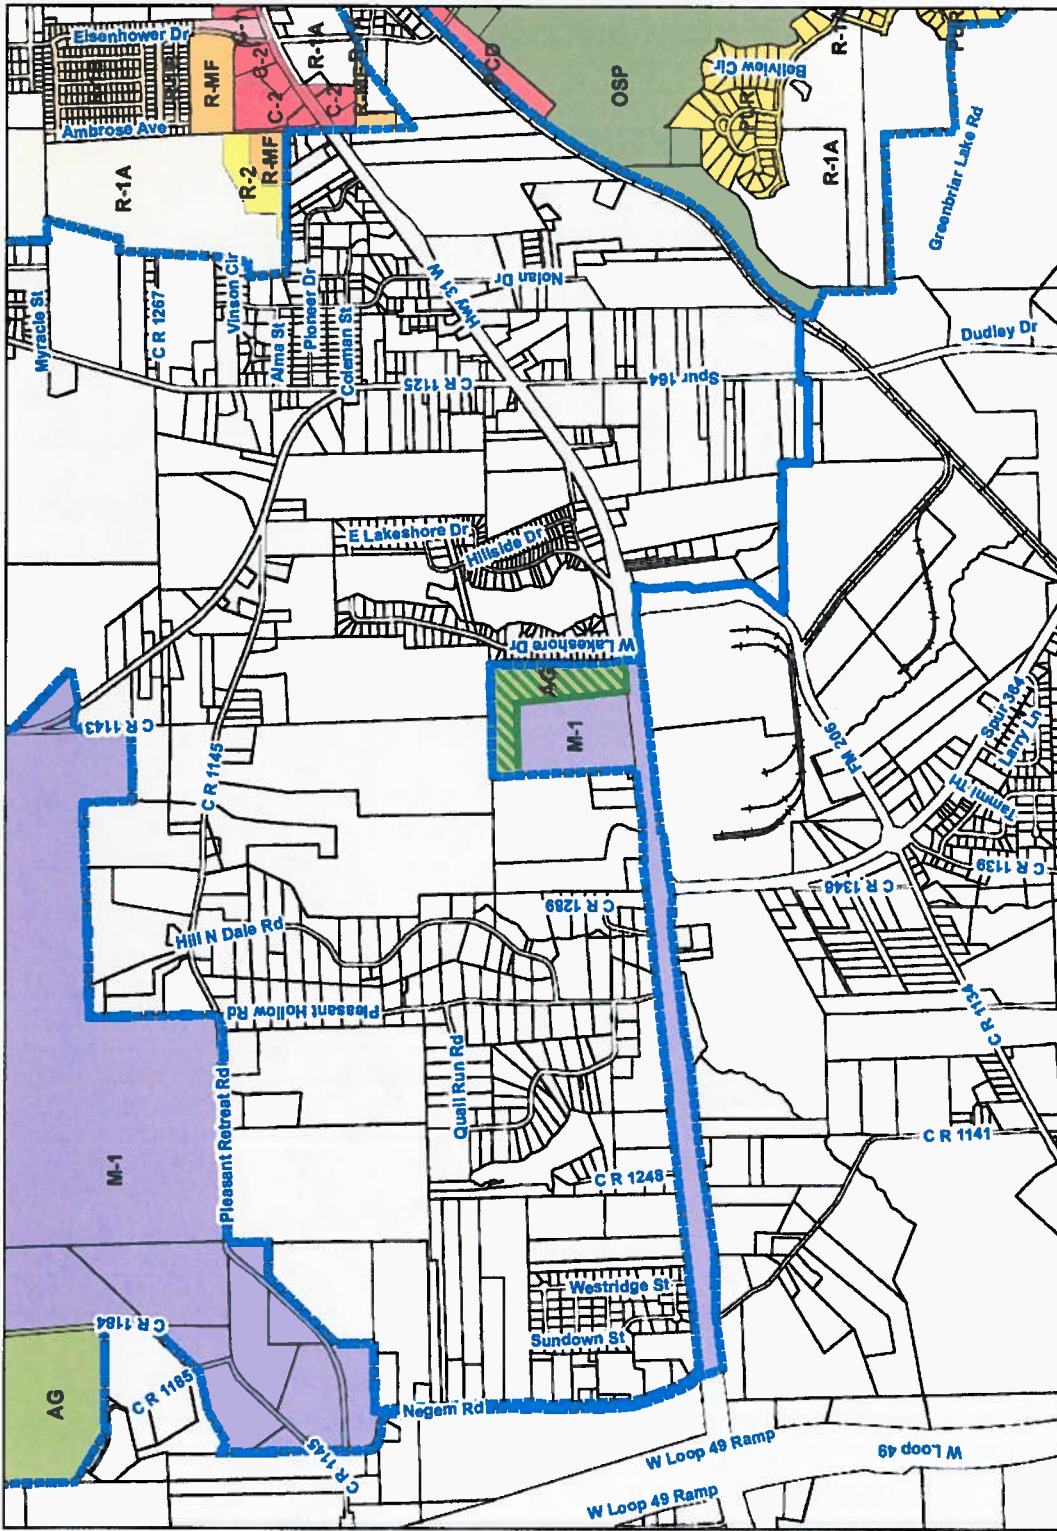 Eisenhower Dr
C-1
R-1A
R-MF
C-2
C-2
C-2
Ambrose Ave
R-1A
R-2
R-MF
OSP
Bellview Cir
PUR
R-1A
Greenbriar Lake Rd
Myracle St
C R 1267
Vinson Cir
Alma St
Pioneer Dr
Coleman St
Nolan Dr
Hwy 31 W
C R 1125
Spur 164
Dudley Dr
E Lakeshore Dr
Hillside Dr
W Lakeshore Dr
AG
M-1
C R 1143
C R 1145
FM 206
Spur 364
Larry Ln
Tammi Trl
C R 1139
C R 1346
C R 1289
Hill N Dale Rd
Pleasant Hollow Rd
Quail Run Rd
C R 1134
Pleasant Retreat Rd
M-1
C R 1141
C R 1248
Westridge St
Sundown St
C R 1184
AG
C R 1185
C R 1145
Negem Rd
W Loop 49 Ramp
W Loop 49
W Loop 49 Ramp